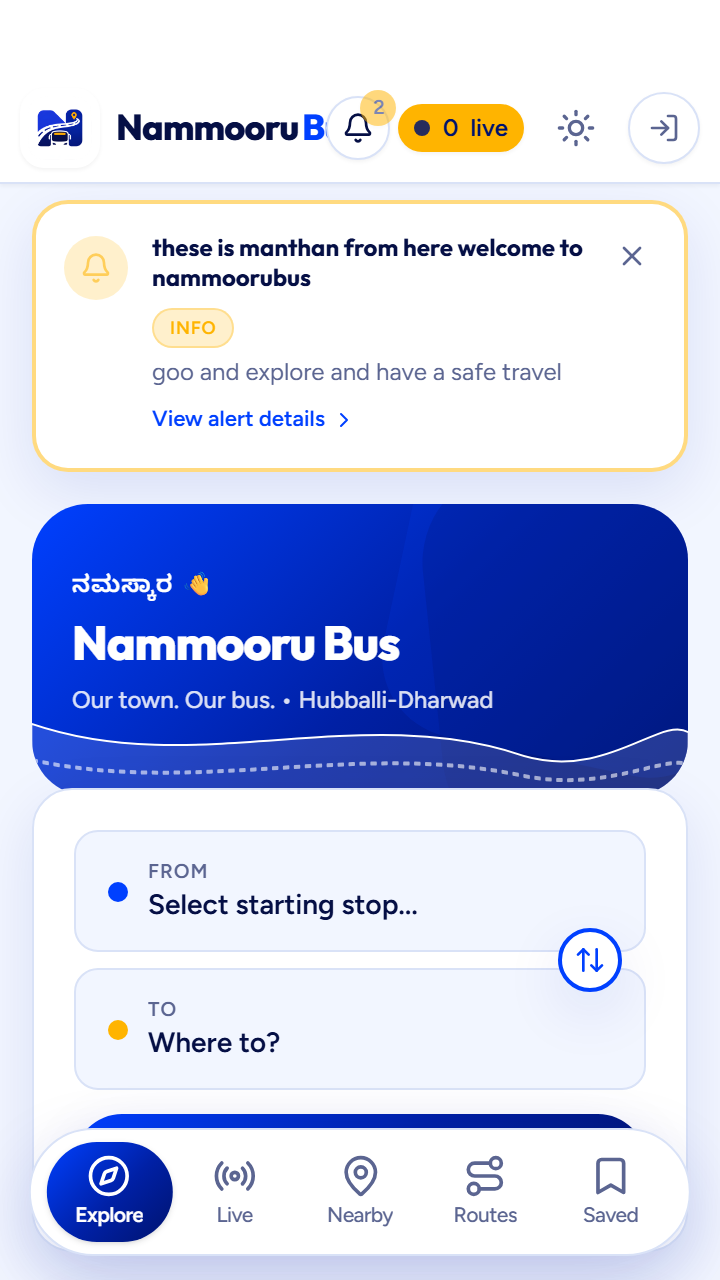 Nammooru B
2
0 live
these is manthan from here welcome to
nammoorubus
INFO
goo and explore and have a safe travel
View alert details
ನಮಸ್ಕಾರ 👋
Nammooru Bus
Our town. Our bus. • Hubballi-Dharwad
FROM
Select starting stop...
TO
Where to?
Explore
Live
Nearby
Routes
Saved